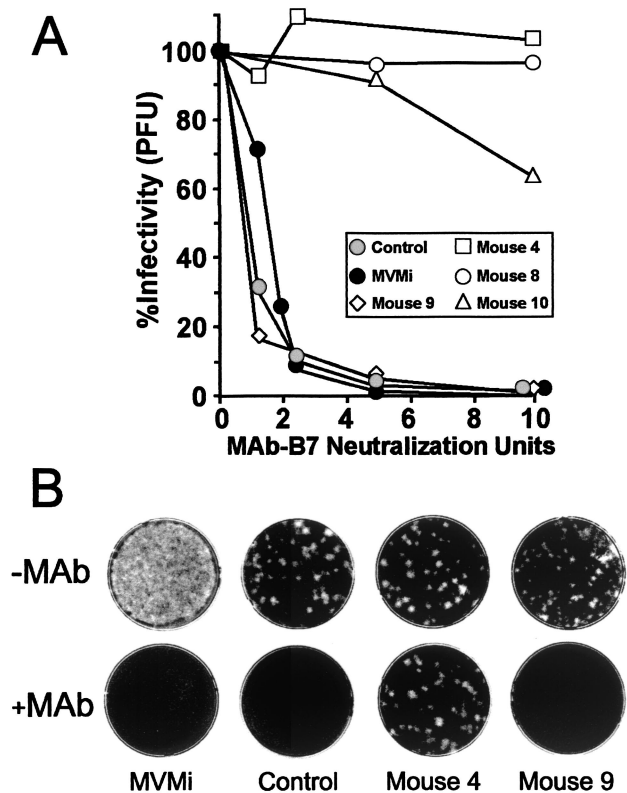 A
100
80
60
40
20
0
%Infectivity (PFU)
Control
Mouse 4
MVMi
Mouse 8
Mouse 9
Mouse 10
0 2 4 6 8 10
MAb-B7 Neutralization Units
B
-MAb
+MAb
MVMi Control Mouse 4 Mouse 9